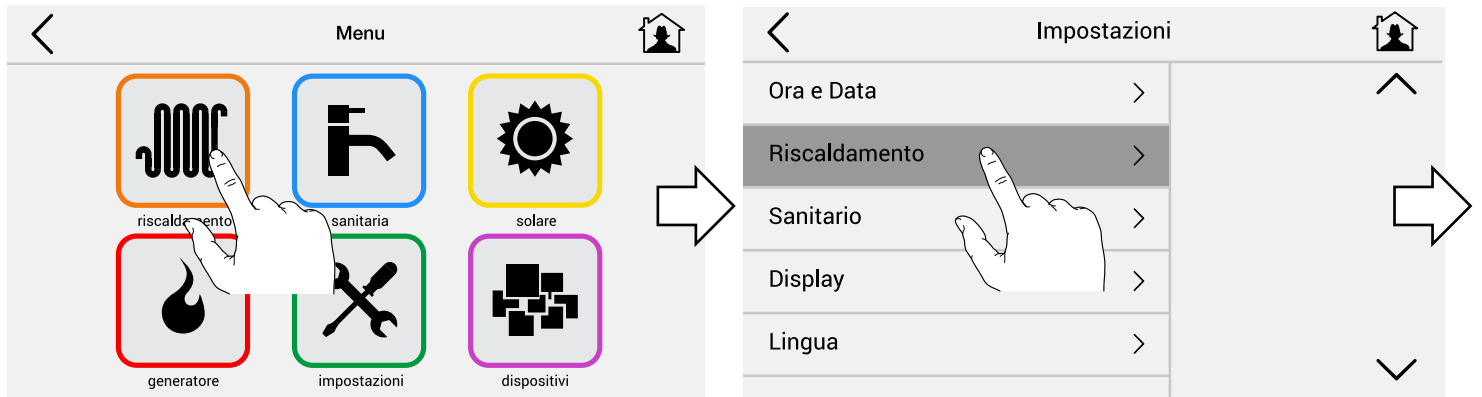 Menu
riscaldamento
sanitaria
solare
generatore
impostazioni
dispositivi
Impostazioni
Ora e Data
Riscaldamento
Sanitario
Display
Lingua